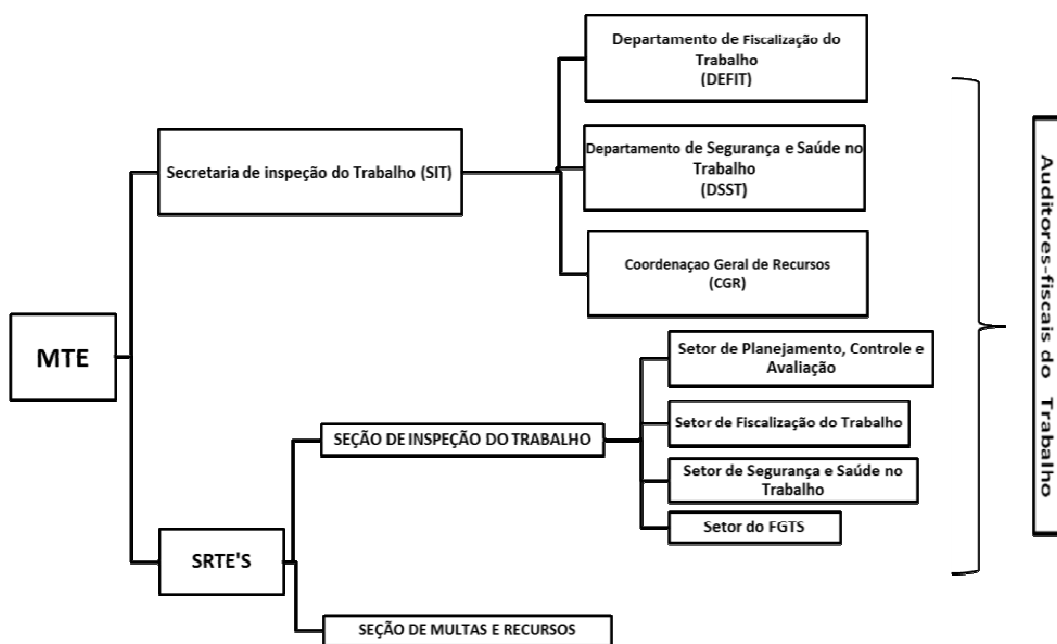 Departamento de Fiscalização do
Trabalho
(DEFIT)
Secretaria de inspeção do Trabalho (SIT)
Departamento de Segurança e Saúde no
Trabalho
(DSST)
Coordenaçao Geral de Recursos
(CGR)
MTE
Setor de Planejamento, Controle e
Avaliação
SEÇÃO DE INSPEÇÃO DO TRABALHO
Setor de Fiscalização do Trabalho
Setor de Segurança e Saúde no
Trabalho
Setor do FGTS
SRTE'S
SEÇÃO DE MULTAS E RECURSOS
Auditores-fiscais do Trabalho